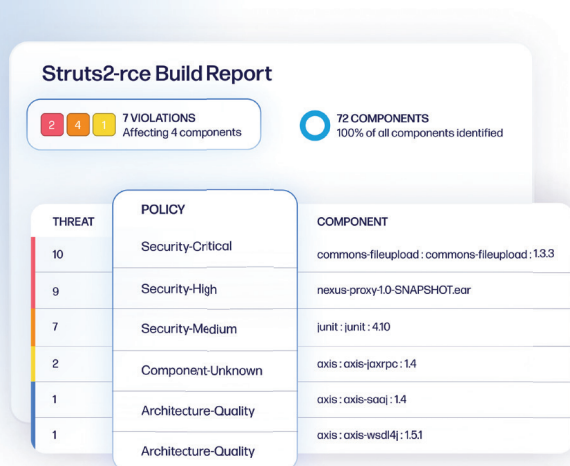 Struts2-rce Build Report
2 4 1 7 VIOLATIONS
Affecting 4 components
72 COMPONENTS
100% of all components identified
THREAT POLICY COMPONENT
10 Security-Critical commons-fileupload : commons-fileupload : 1.3.3
9 Security-High nexus-proxy-1.0-SNAPSHOT.ear
7 Security-Medium junit : junit : 4.10
2 Component-Unknown axis : axis-jaxrpc : 1.4
1 Architecture-Quality axis : axis-saaj : 1.4
1 Architecture-Quality axis : axis-wsdl4j : 1.5.1